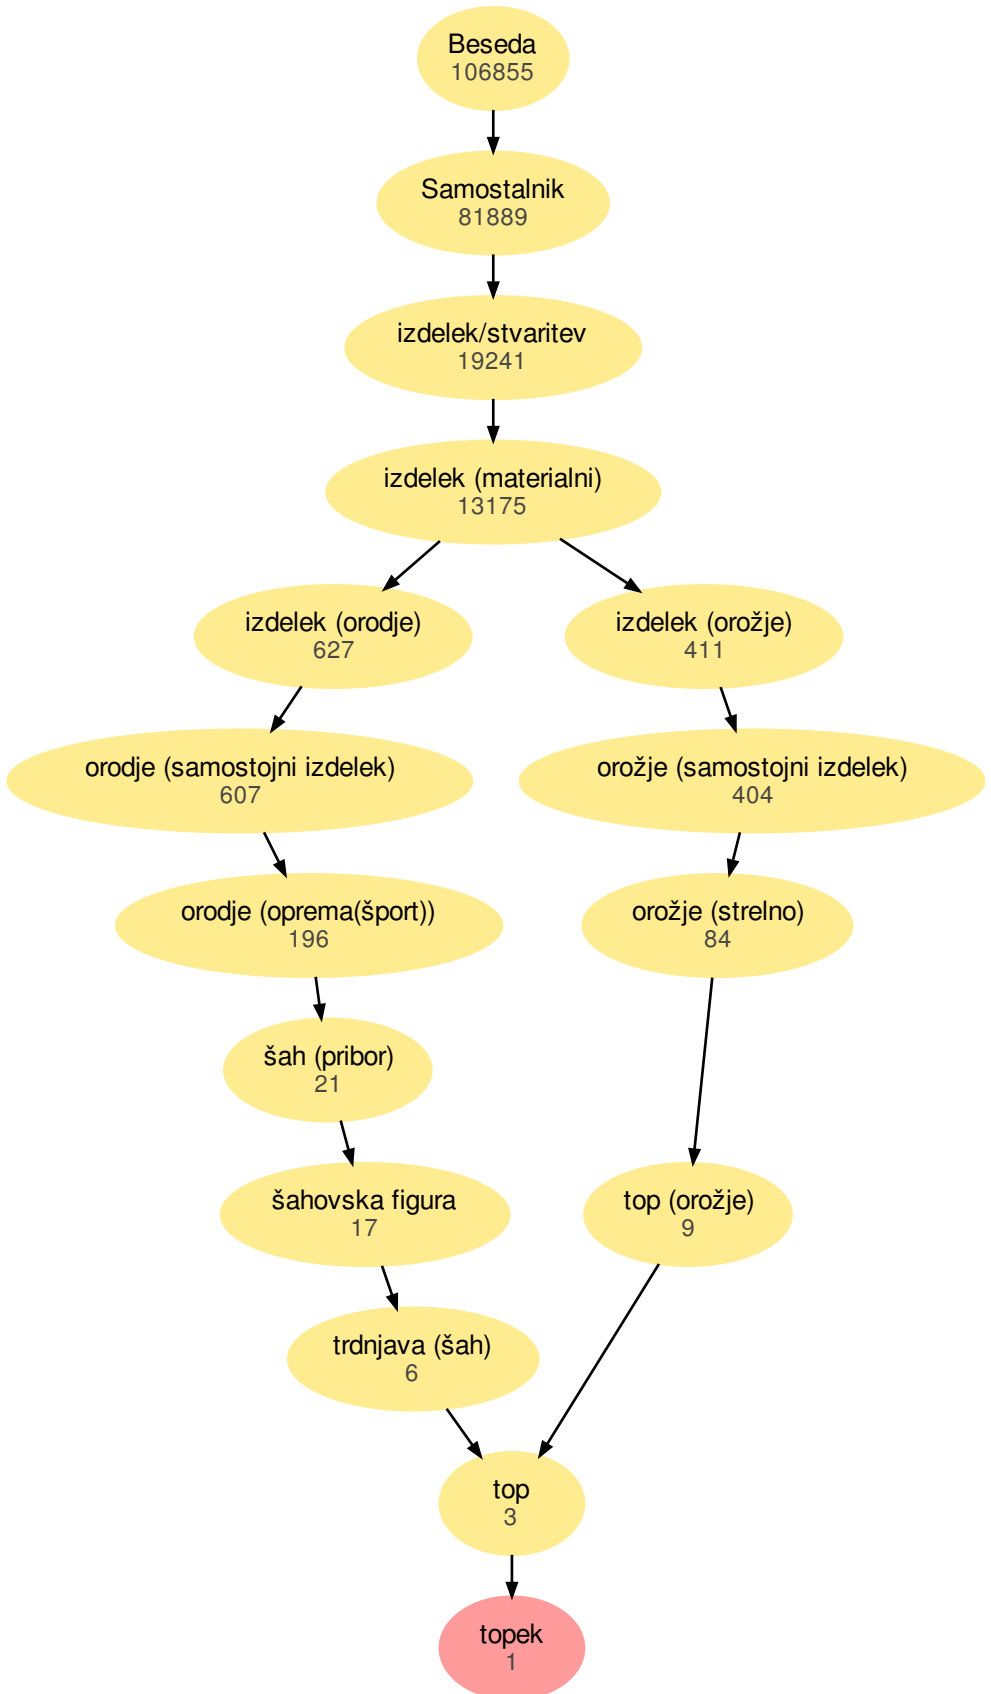 Beseda
106855
Samostalnik
81889
izdelek/stvaritev
19241
izdelek (materialni)
13175
izdelek (orodje)
627
izdelek (orožje)
411
orodje (samostojni izdelek)
607
orožje (samostojni izdelek)
404
orodje (oprema(šport))
196
orožje (strelno)
84
šah (pribor)
21
šahovska figura
17
top (orožje)
9
trdnjava (šah)
6
top
3
topek
1